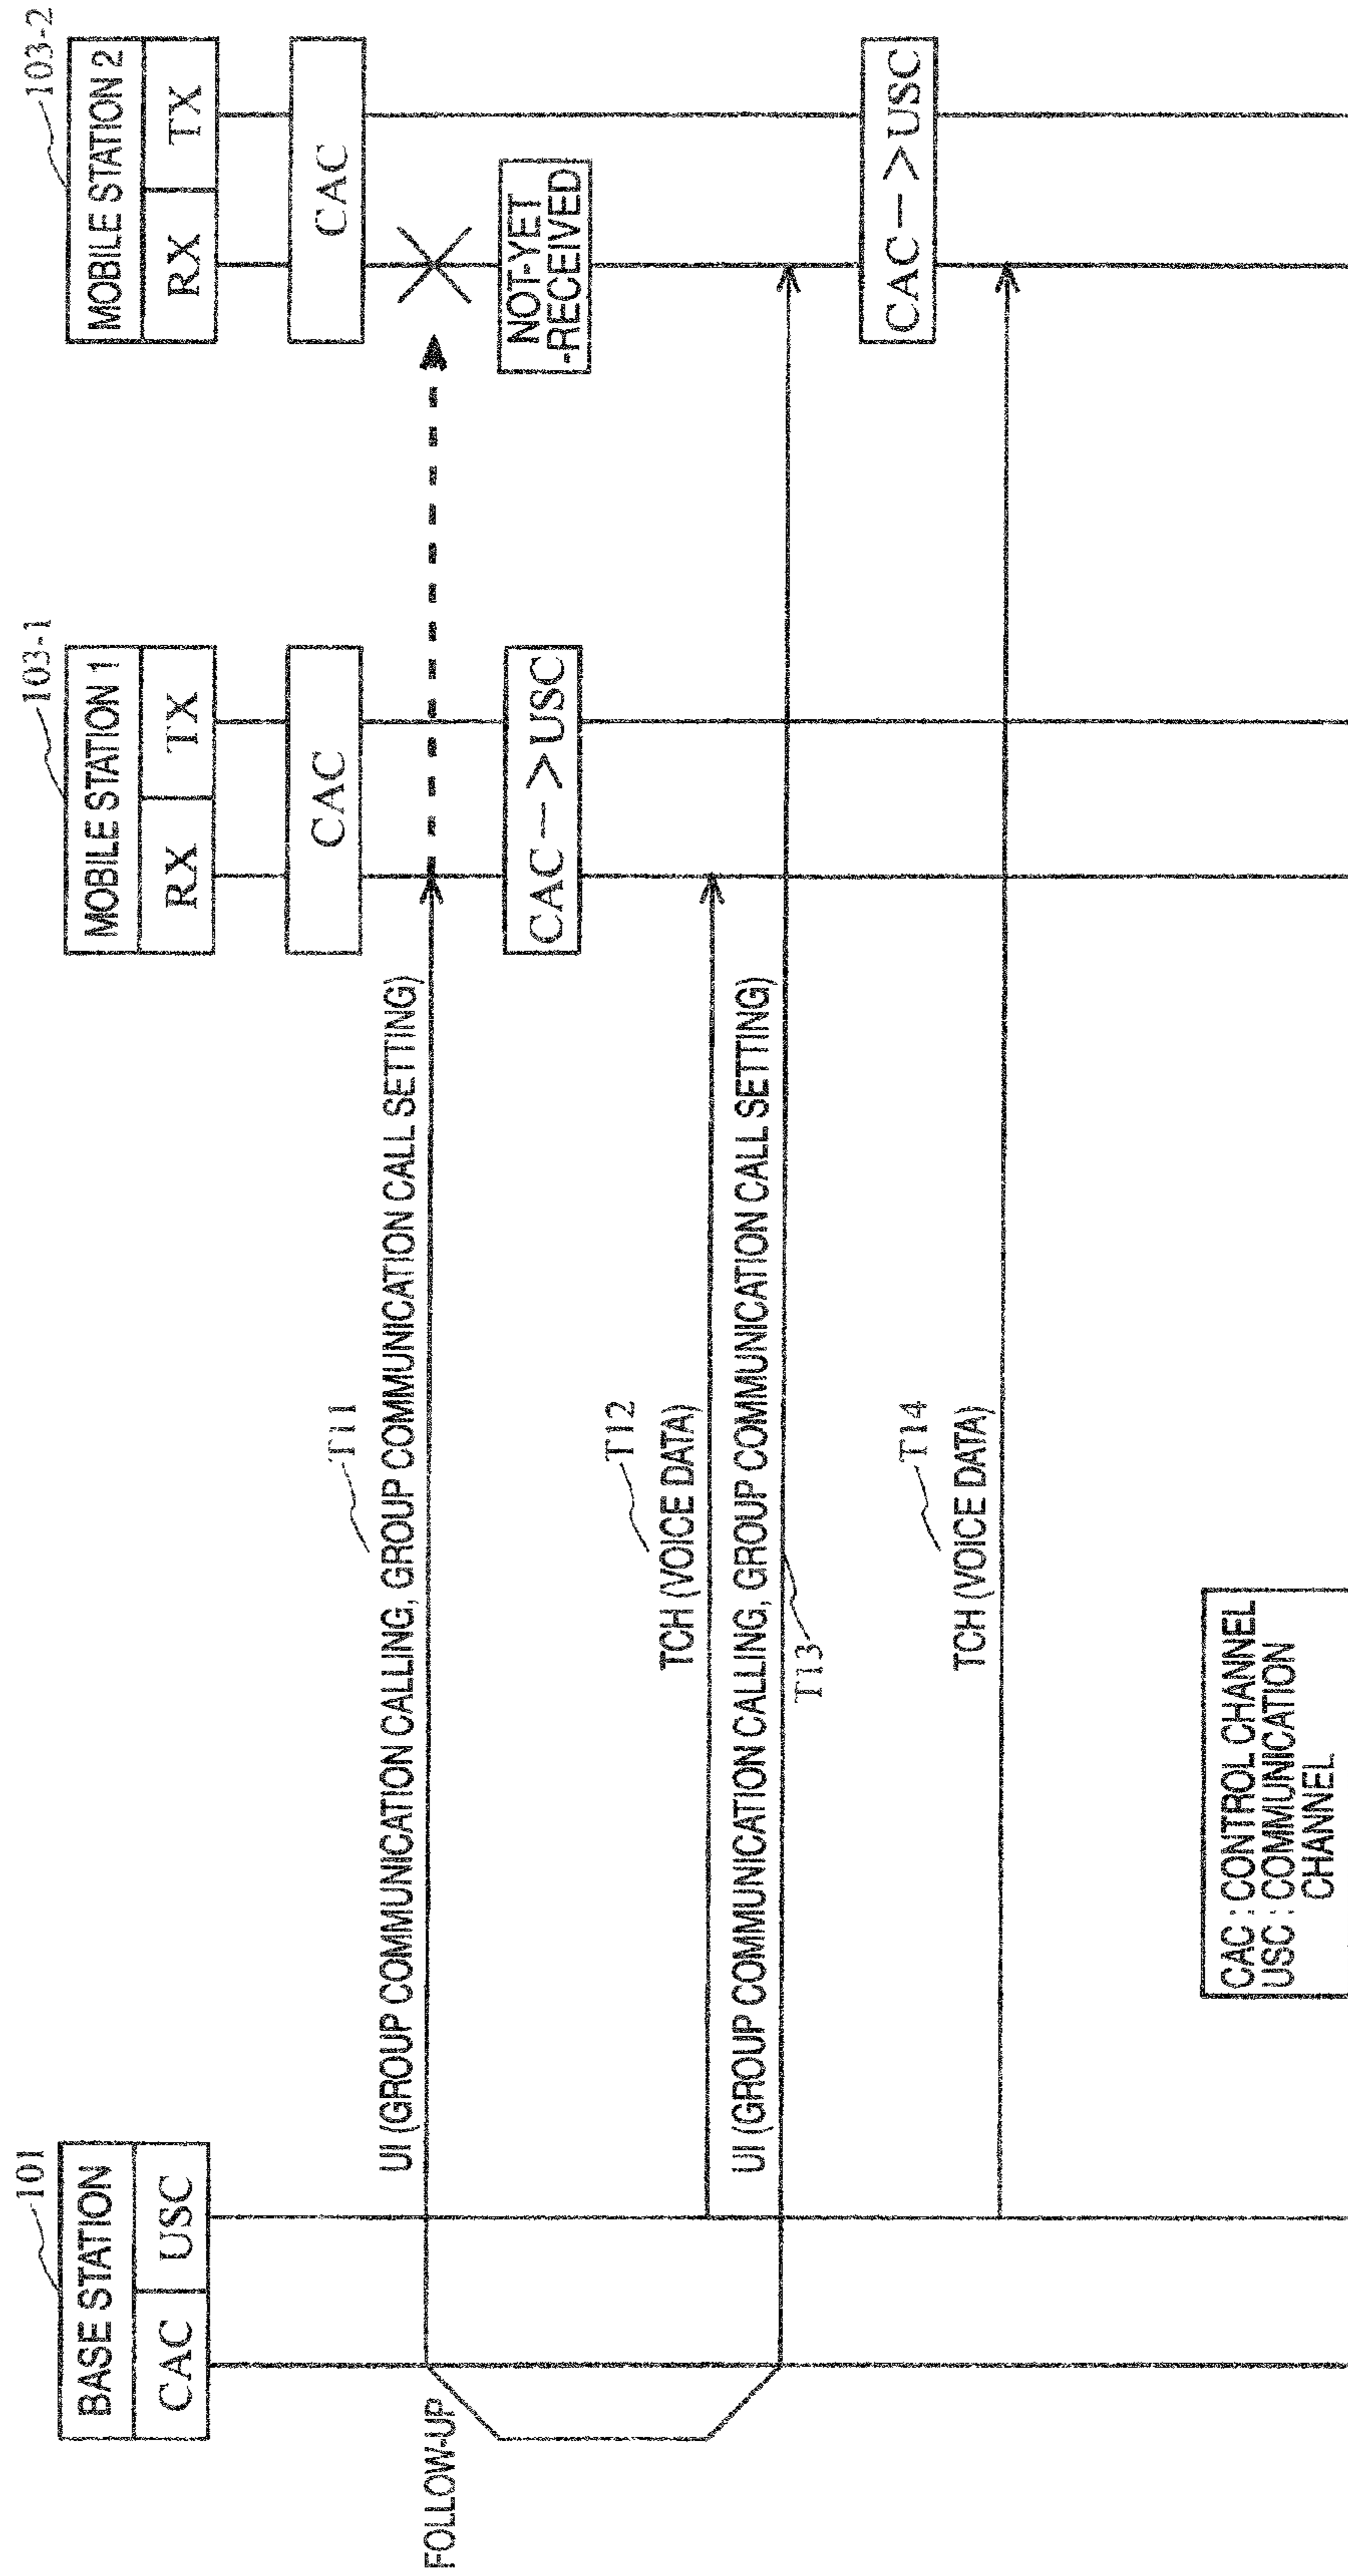 101
BASE STATION
CAC USC
103-1
MOBILE STATION 1
RX TX
103-2
MOBILE STATION 2
RX TX
CAC
CAC
T11
UI (GROUP COMMUNICATION CALLING, GROUP COMMUNICATION CALL SETTING)
FOLLOW-UP
CAC->USC
NOT-YET
-RECEIVED
T12
TCH (VOICE DATA)
UI (GROUP COMMUNICATION CALLING, GROUP COMMUNICATION CALL SETTING)
T13
CAC->USC
T14
TCH (VOICE DATA)
CAC : CONTROL CHANNEL
USC : COMMUNICATION
CHANNEL